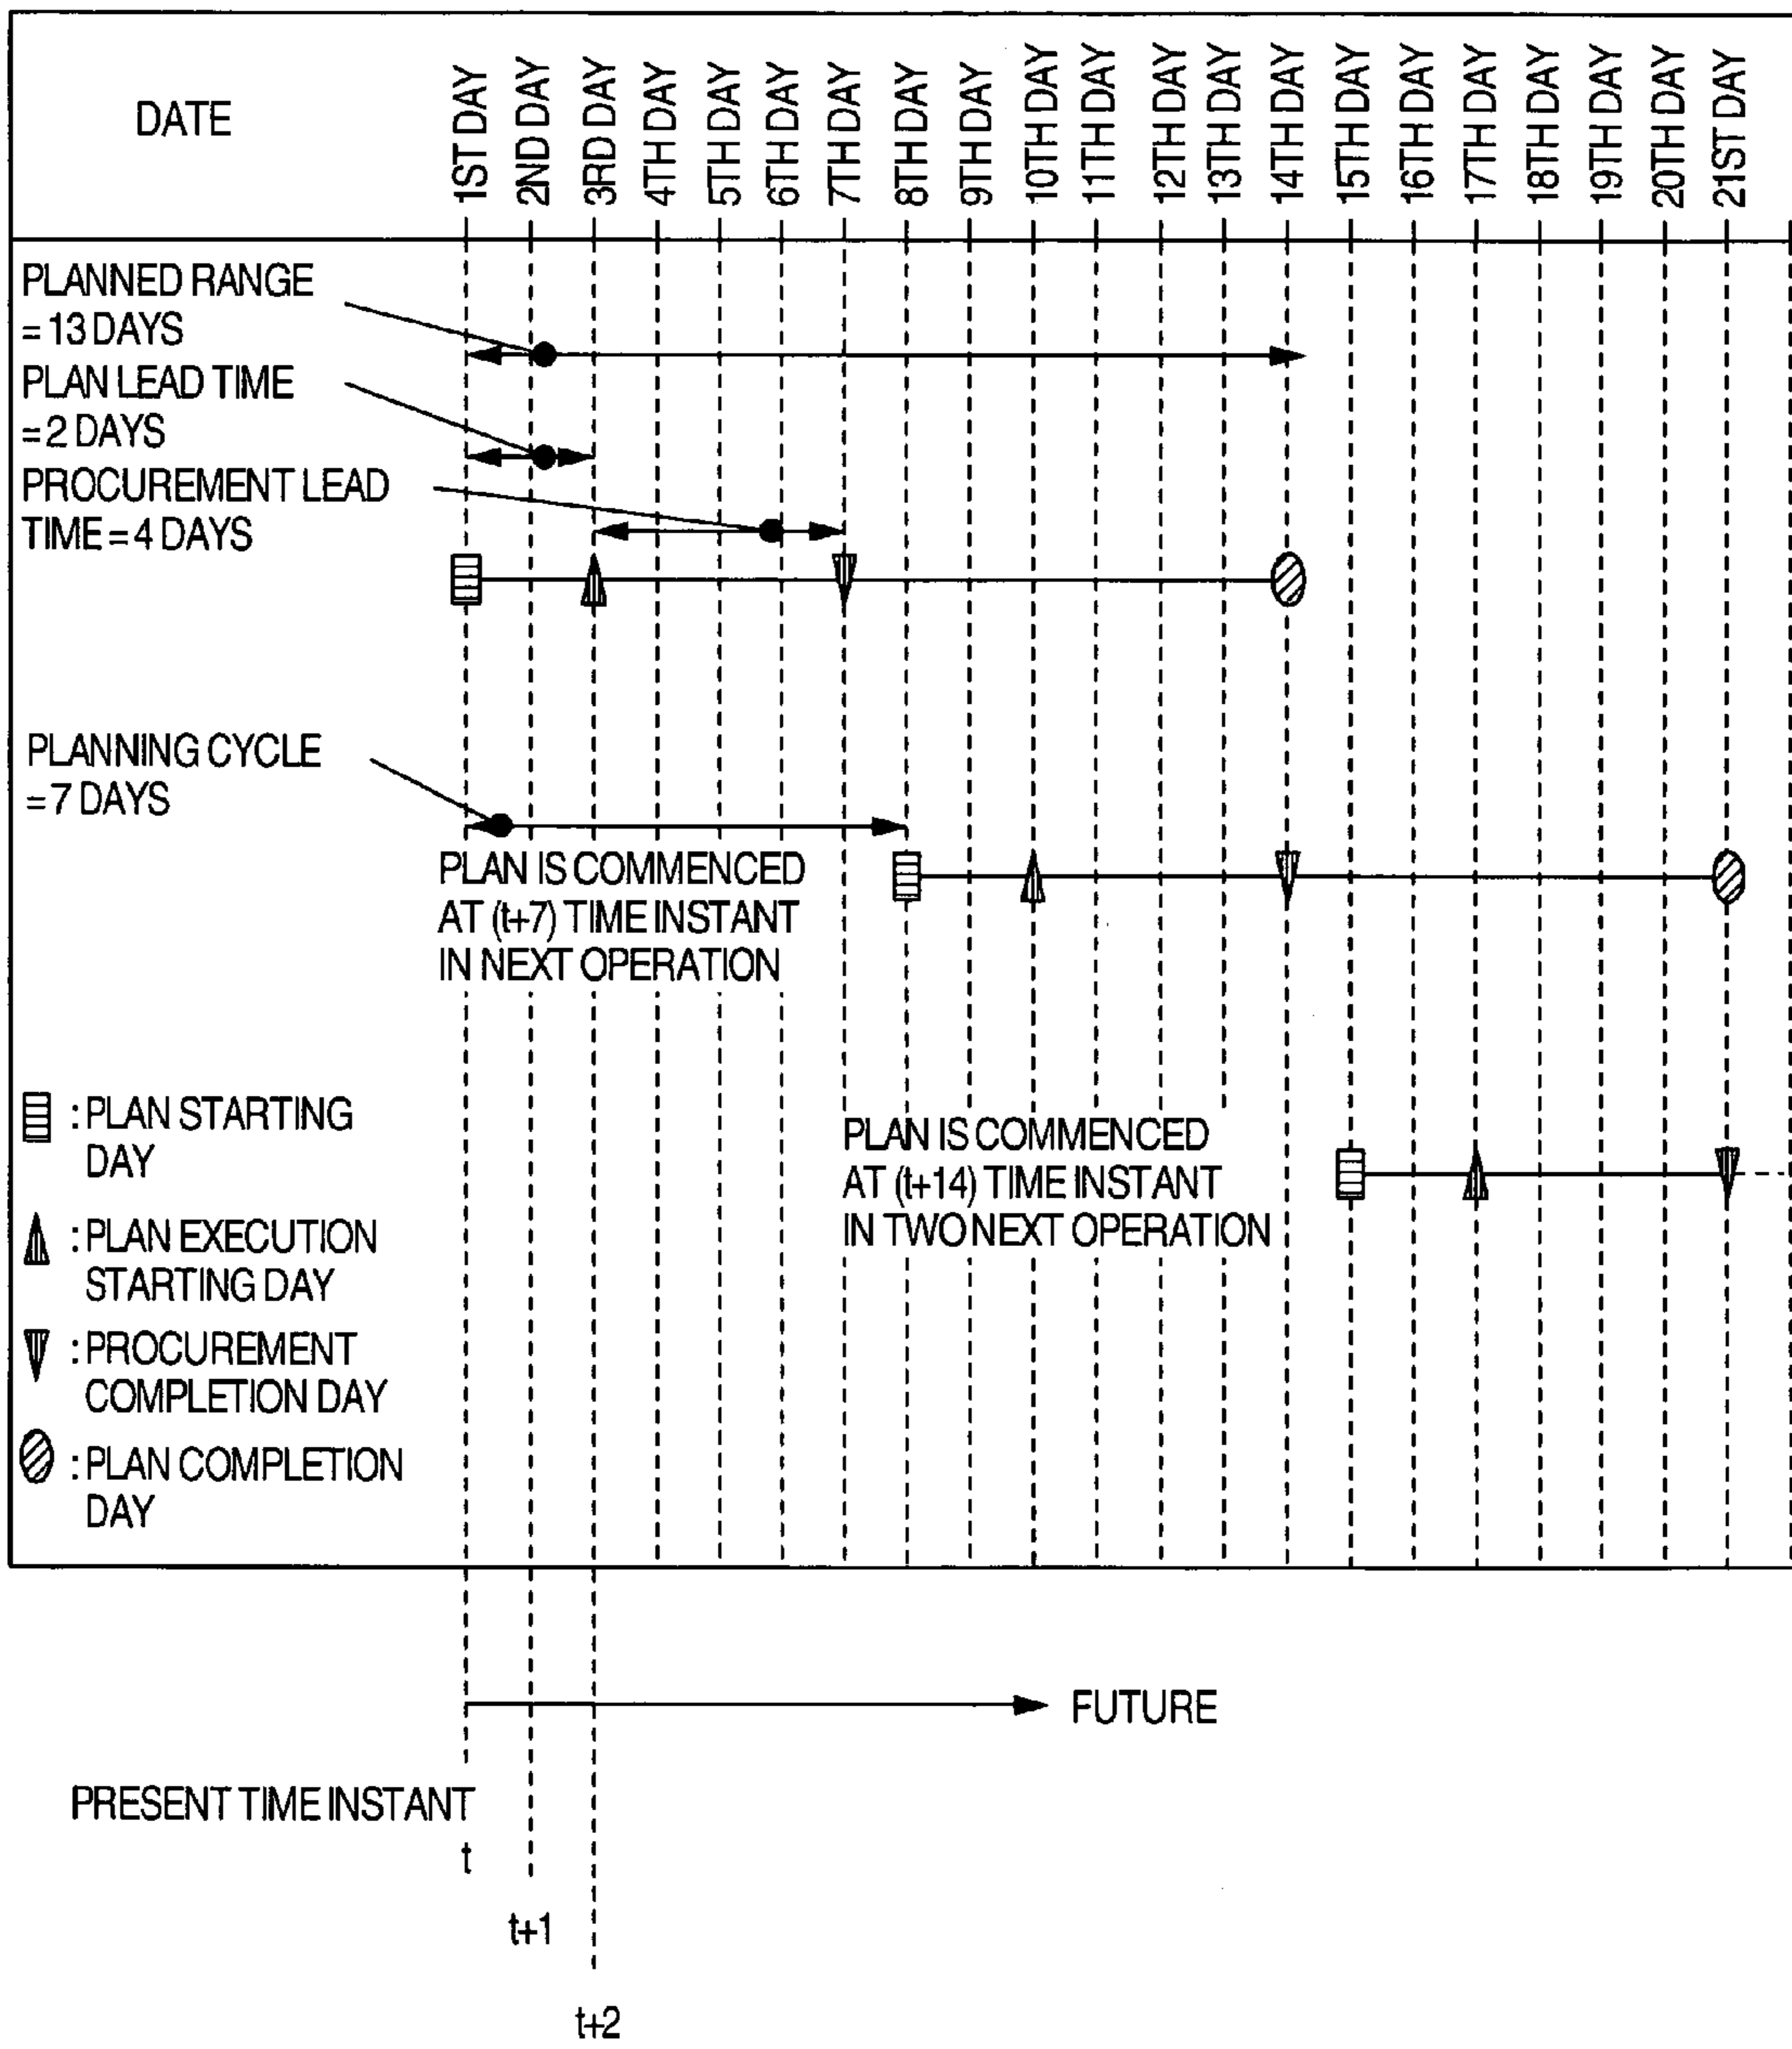 DATE
1ST DAY
2ND DAY
3RD DAY
4TH DAY
5TH DAY
6TH DAY
7TH DAY
8TH DAY
9TH DAY
10TH DAY
11TH DAY
12TH DAY
13TH DAY
14TH DAY
15TH DAY
16TH DAY
17TH DAY
18TH DAY
19TH DAY
20TH DAY
21ST DAY
PLANNED RANGE
= 13 DAYS
PLAN LEAD TIME
= 2 DAYS
PROCUREMENT LEAD
TIME = 4 DAYS
PLANNING CYCLE
= 7 DAYS
PLAN IS COMMENCED
AT (t+7) TIME INSTANT
IN NEXT OPERATION
PLAN IS COMMENCED
AT (t+14) TIME INSTANT
IN TWO NEXT OPERATION
: PLAN STARTING
DAY
: PLAN EXECUTION
STARTING DAY
: PROCUREMENT
COMPLETION DAY
: PLAN COMPLETION
DAY
FUTURE
PRESENT TIME INSTANT
t
t+1
t+2